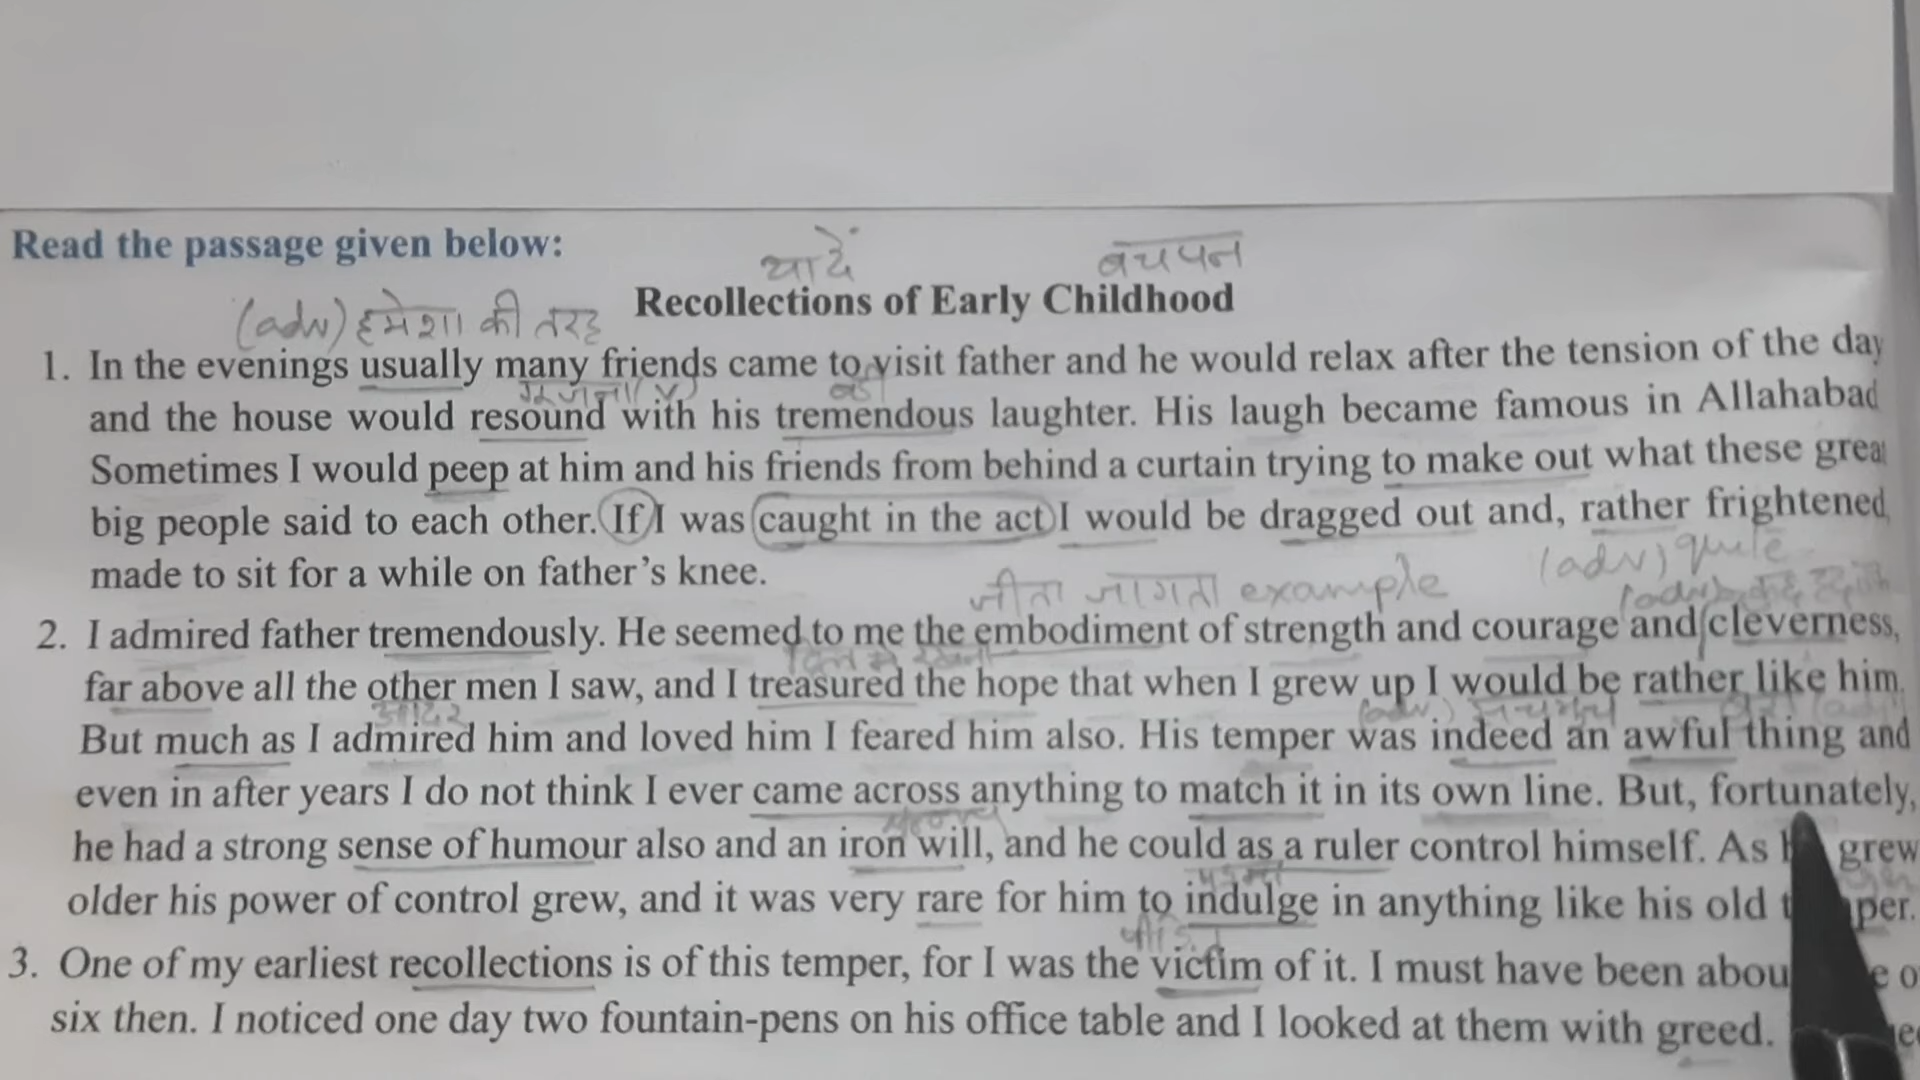 Read the passage given below:
यादें बचपन
Recollections of Early Childhood
(adv) हमेशा की तरह
1. In the evenings usually many friends came to visit father and he would relax after the tension of the day
गूंजना (v) बड़ा
and the house would resound with his tremendous laughter. His laugh became famous in Allahabad
Sometimes I would peep at him and his friends from behind a curtain trying to make out what these great
big people said to each other. If I was caught in the act I would be dragged out and, rather frightened,
made to sit for a while on father's knee.
(adv) quite
जीता जागता example
(adv)
2. I admired father tremendously. He seemed to me the embodiment of strength and courage and cleverness,
far above all the other men I saw, and I treasured the hope that when I grew up I would be rather like him.
आदर (adv)
But much as I admired him and loved him I feared him also. His temper was indeed an awful thing and
even in after years I do not think I ever came across anything to match it in its own line. But, fortunately,
he had a strong sense of humour also and an iron will, and he could as a ruler control himself. As grew
older his power of control grew, and it was very rare for him to indulge in anything like his old per.
3. One of my earliest recollections is of this temper, for I was the victim of it. I must have been abou
six then. I noticed one day two fountain-pens on his office table and I looked at them with greed.